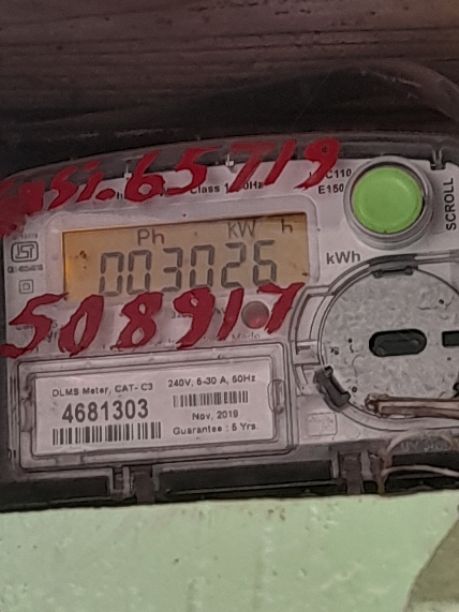 65719
Class 1
E150
SCROLL
Ph kW h
003026
kWh
508917
DLMS Meter, CAT- C3
4681303
240V, 5-30 A, 50Hz
Nov, 2019
Guarantee : 5 Yrs.